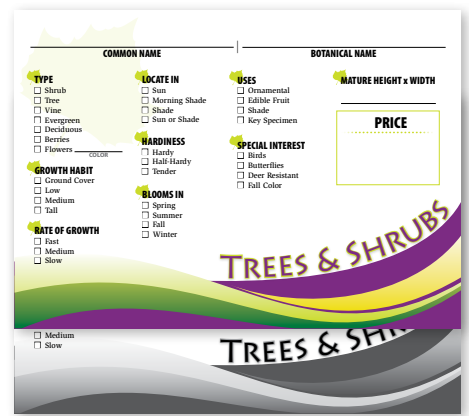 COMMON NAME
BOTANICAL NAME
TYPE
Shrub
Tree
Vine
Evergreen
Deciduous
Berries
Flowers
COLOR
GROWTH HABIT
Ground Cover
Low
Medium
Tall
RATE OF GROWTH
Fast
Medium
Slow
LOCATE IN
Sun
Morning Shade
Shade
Sun or Shade
HARDINESS
Hardy
Half-Hardy
Tender
BLOOMS IN
Spring
Summer
Fall
Winter
USES
Ornamental
Edible Fruit
Shade
Key Specimen
SPECIAL INTEREST
Birds
Butterflies
Deer Resistant
Fall Color
MATURE HEIGHT x WIDTH
PRICE
TREES & SHRUBS
Medium
Slow
TREES &